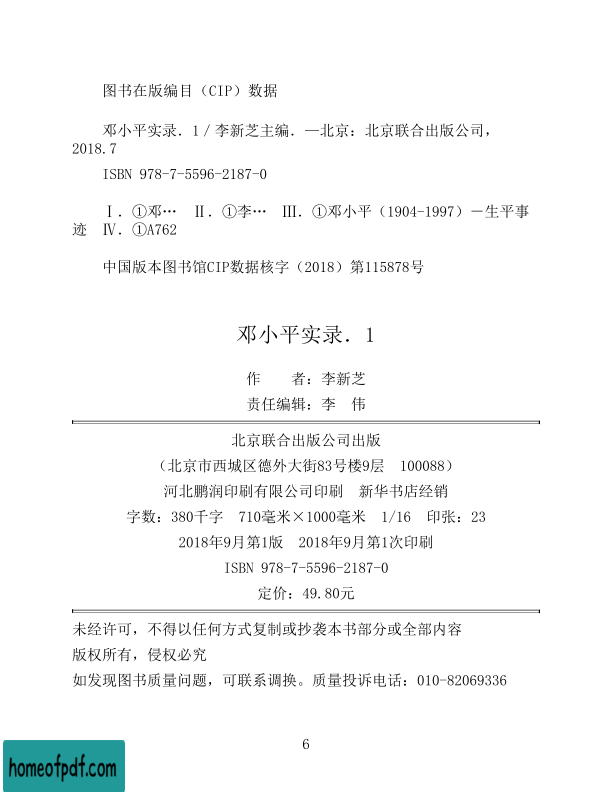 图书在版编目（CIP）数据
邓小平实录．1／李新芝主编．—北京：北京联合出版公司，
2018.7
ISBN 978-7-5596-2187-0
Ⅰ．①邓… Ⅱ．①李… Ⅲ．①邓小平（1904-1997）－生平事
迹 Ⅳ．①A762
中国版本图书馆CIP数据核字（2018）第115878号
邓小平实录．1
作　　者：李新芝
责任编辑：李　伟
北京联合出版公司出版
（北京市西城区德外大街83号楼9层　100088）
河北鹏润印刷有限公司印刷　新华书店经销
字数：380千字　710毫米×1000毫米　1/16　印张：23
2018年9月第1版　2018年9月第1次印刷
ISBN 978-7-5596-2187-0
定价：49.80元
未经许可，不得以任何方式复制或抄袭本书部分或全部内容
版权所有，侵权必究
如发现图书质量问题，可联系调换。质量投诉电话：010-82069336
6
homeofpdf.com